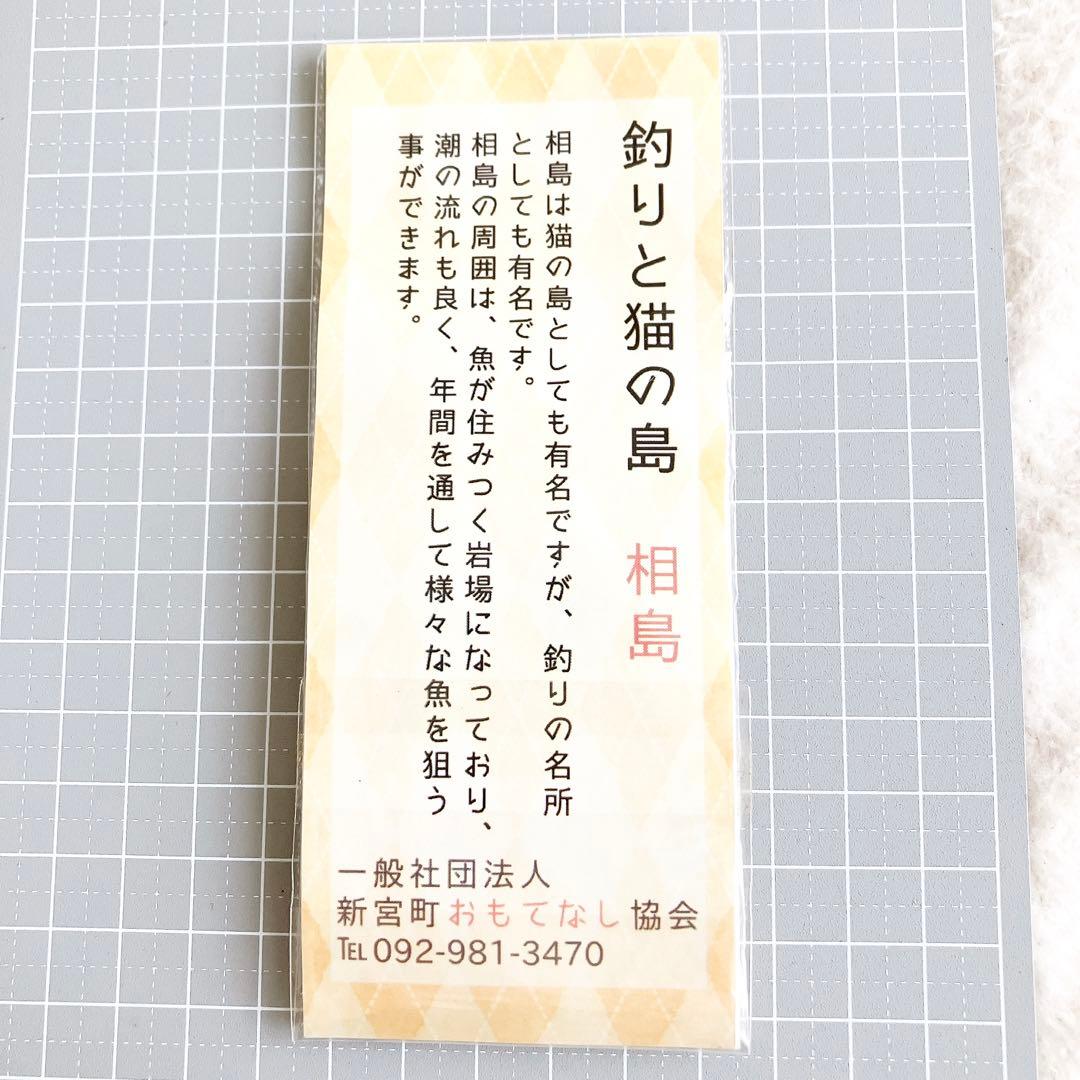 釣りと猫の島　相島
相島は猫の島としても有名ですが、釣りの名所
としても有名です。
相島の周囲は、魚が住みつく岩場になっており、
潮の流れも良く、年間を通して様々な魚を狙う
事ができます。
一般社団法人
新宮町おもてなし協会
℡092-981-3470